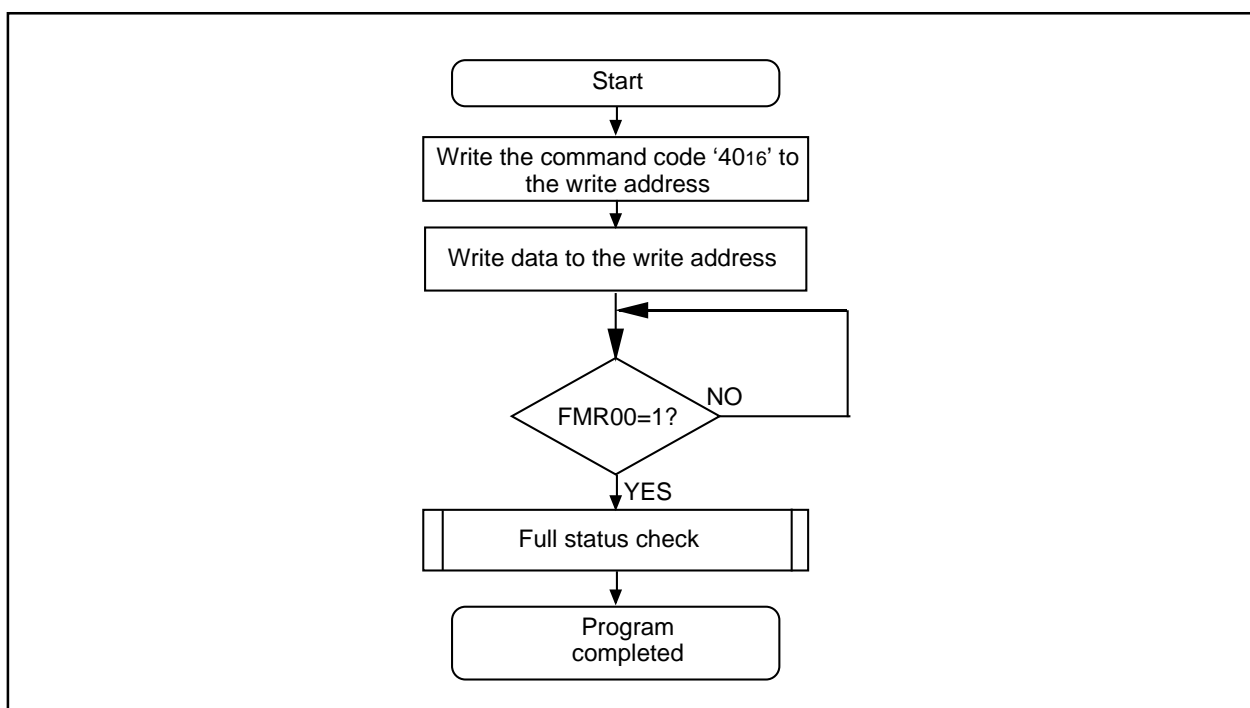 Start
Write the command code ‘4016’ to
the write address
Write data to the write address
FMR00=1?
NO
YES
Full status check
Program
completed